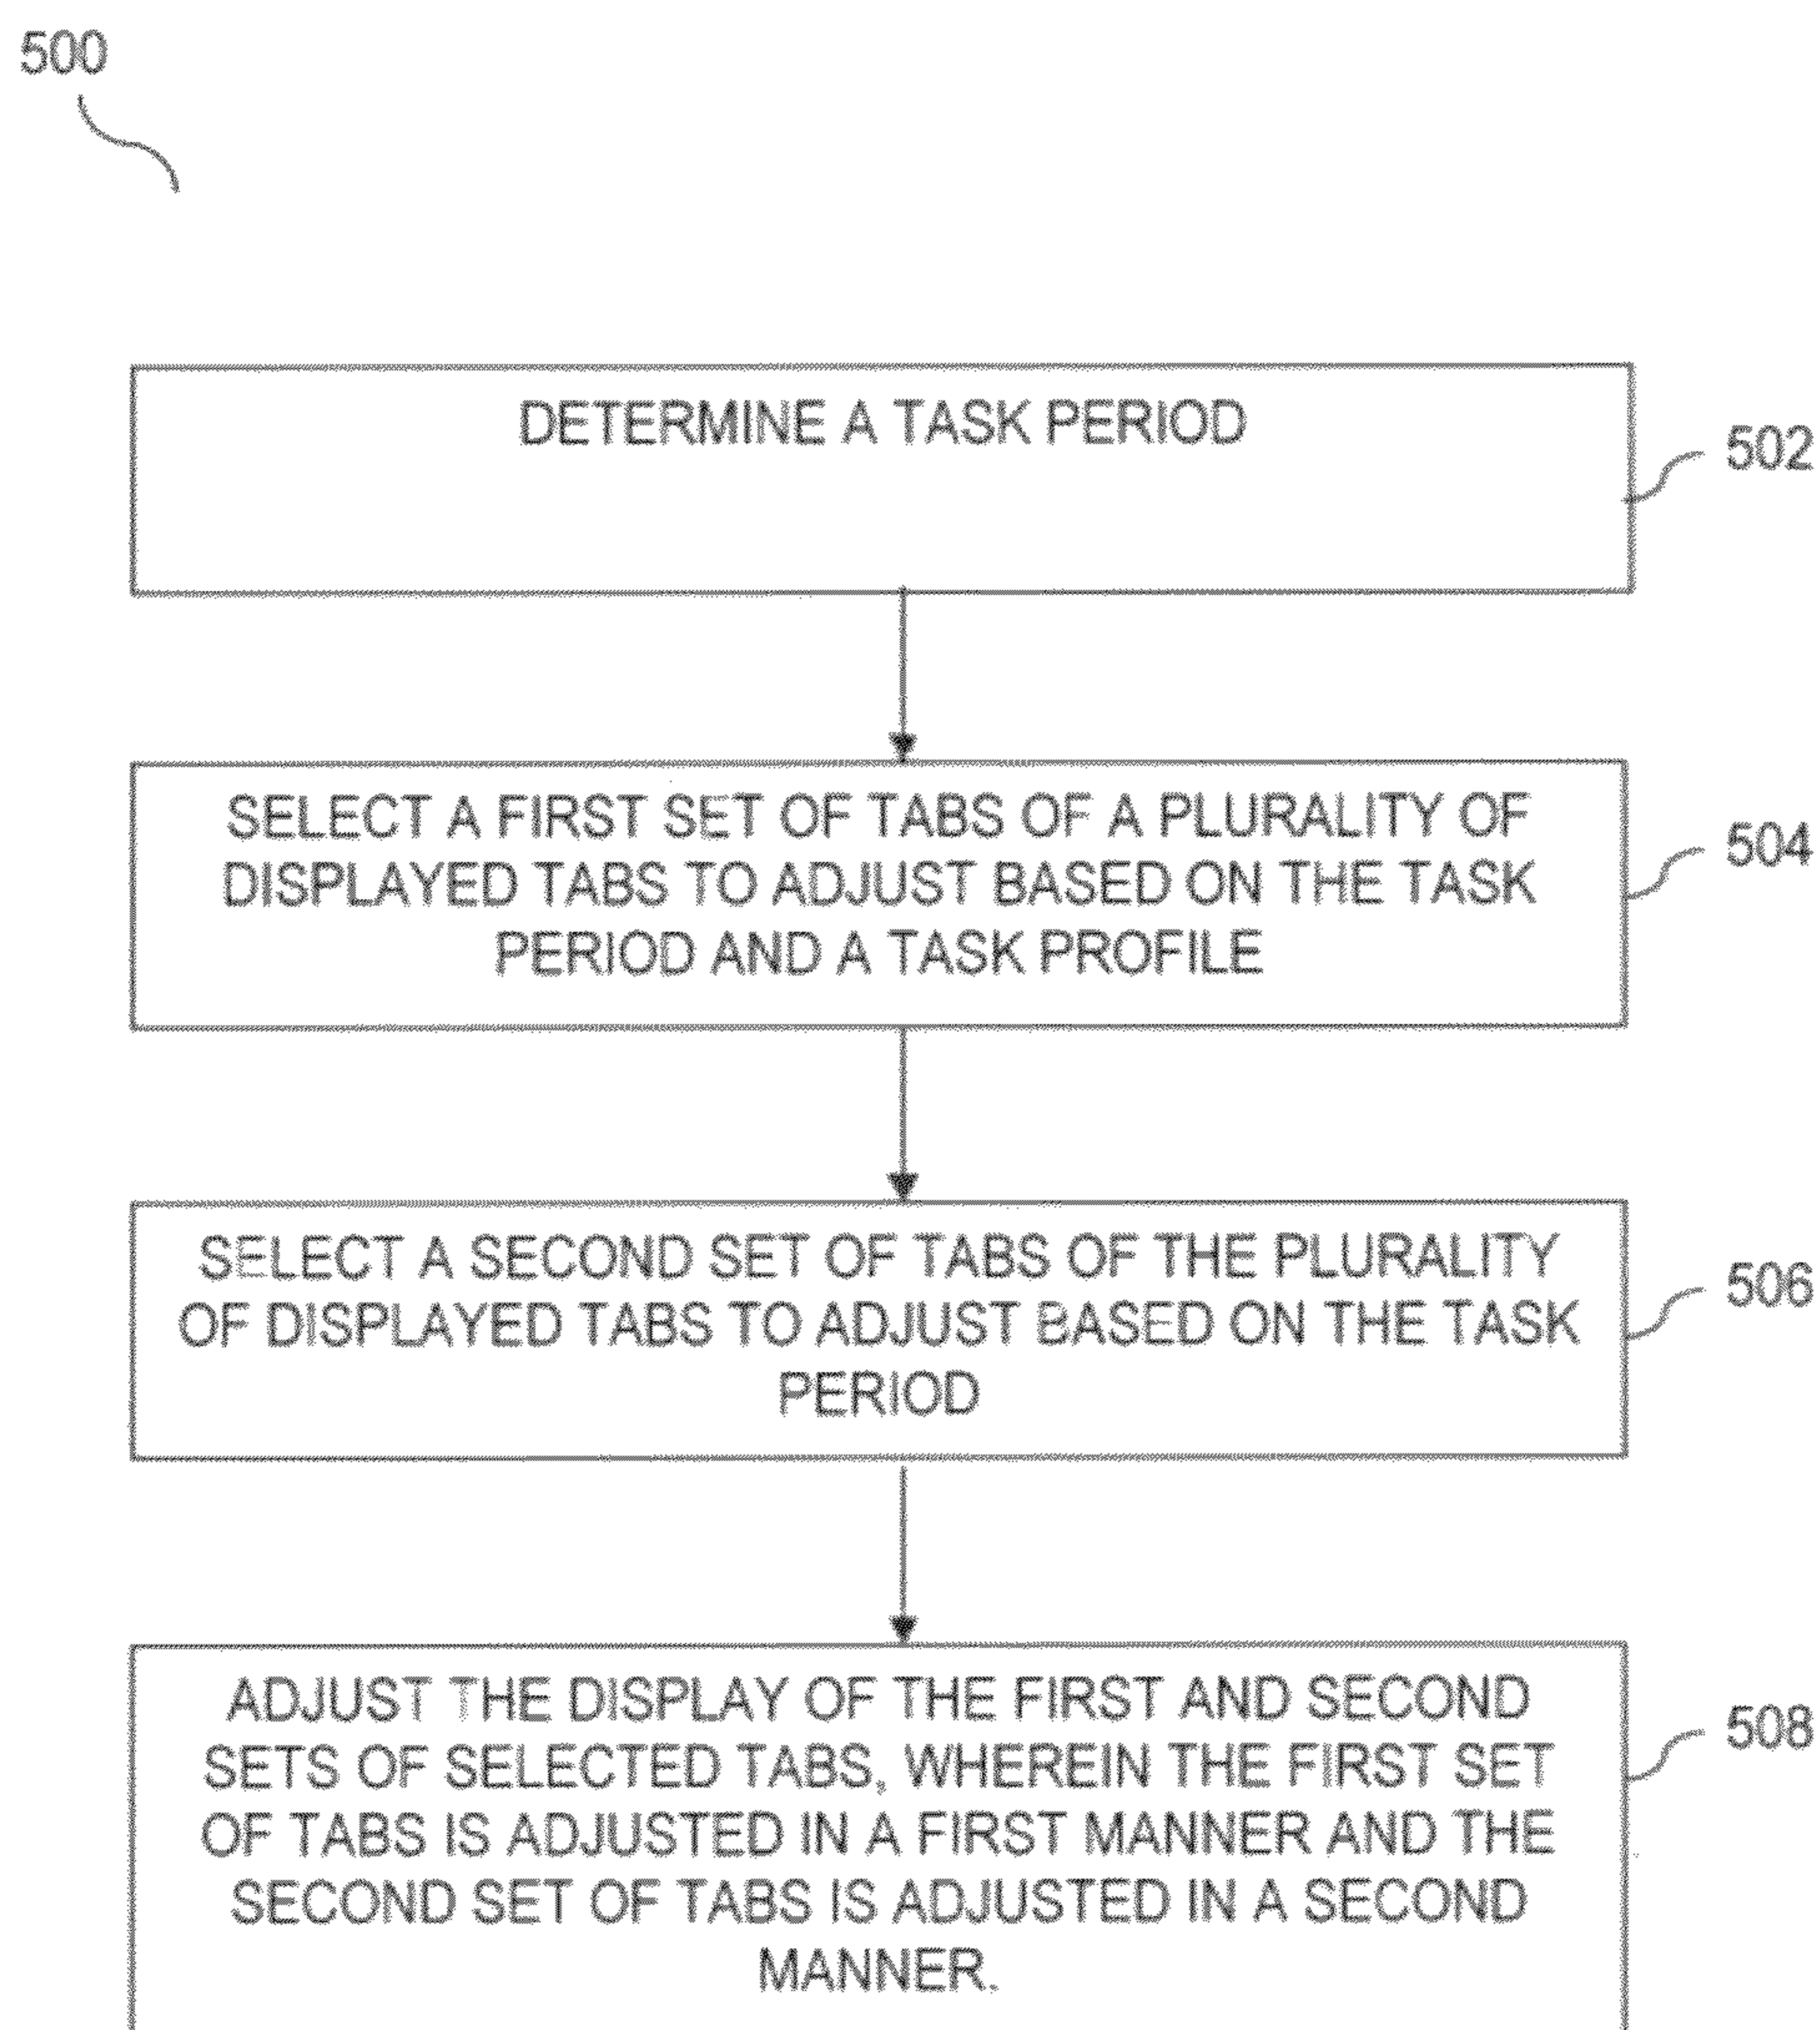 500
DETERMINE A TASK PERIOD
502
SELECT A FIRST SET OF TABS OF A PLURALITY OF
DISPLAYED TABS TO ADJUST BASED ON THE TASK
PERIOD AND A TASK PROFILE
504
SELECT A SECOND SET OF TABS OF THE PLURALITY
OF DISPLAYED TABS TO ADJUST BASED ON THE TASK
PERIOD
506
ADJUST THE DISPLAY OF THE FIRST AND SECOND
SETS OF SELECTED TABS, WHEREIN THE FIRST SET
OF TABS IS ADJUSTED IN A FIRST MANNER AND THE
SECOND SET OF TABS IS ADJUSTED IN A SECOND
MANNER.
508